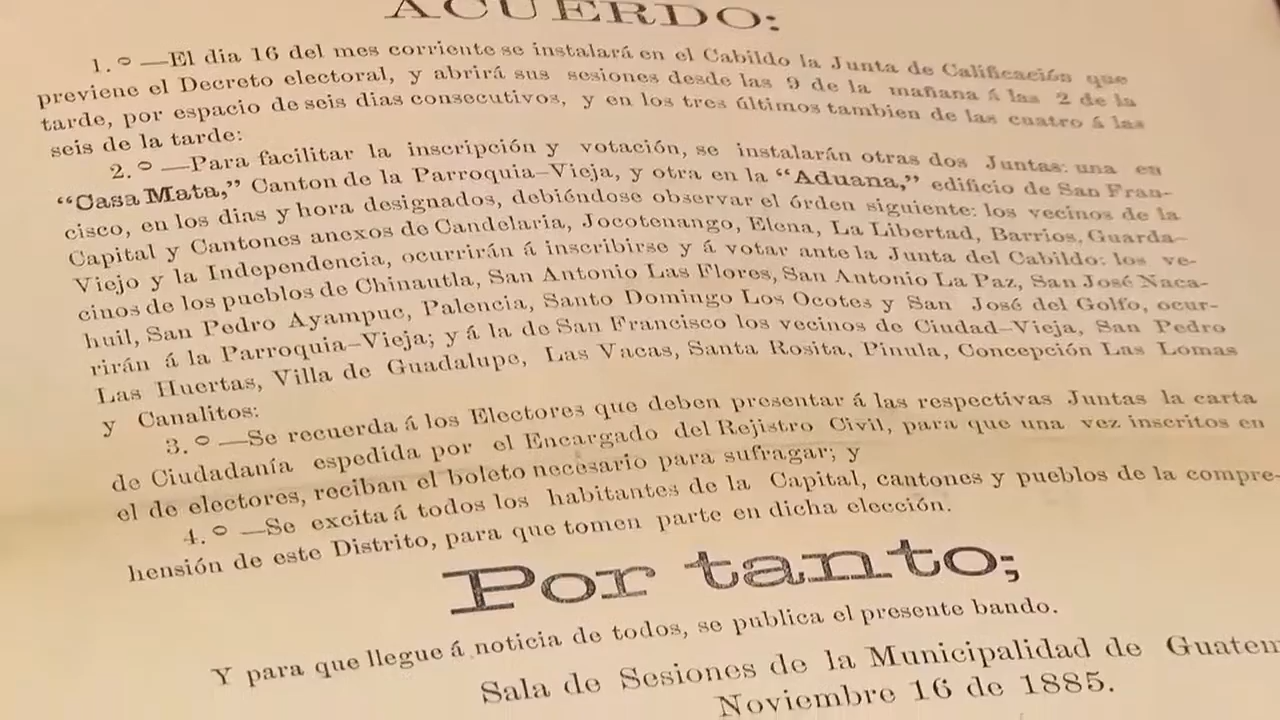 ACUERDO:
1.º —El dia 16 del mes corriente se instalará en el Cabildo la Junta de Calificación que
previene el Decreto electoral, y abrirá sus sesiones desde las 9 de la mañana á las 2 de la
tarde, por espacio de seis dias consecutivos, y en los tres últimos tambien de las cuatro á las
seis de la tarde:
2.º —Para facilitar la inscripción y votación, se instalarán otras dos Juntas: una en
“Casa Mata,” Canton de la Parroquia–Vieja, y otra en la “Aduana,” edificio de San Fran-
cisco, en los dias y hora designados, debiéndose observar el órden siguiente: los vecinos de la
Capital y Cantones anexos de Candelaria, Jocotenango, Elena, La Libertad, Barrios, Guarda–
Viejo y la Independencia, ocurrirán á inscribirse y á votar ante la Junta del Cabildo: los ve-
cinos de los pueblos de Chinautla, San Antonio Las Flores, San Antonio La Paz, San José Naca-
huil, San Pedro Ayampuc, Palencia, Santo Domingo Los Ocotes y San José del Golfo, ocur-
rirán á la Parroquia–Vieja; y á la de San Francisco los vecinos de Ciudad–Vieja, San Pedro
Las Huertas, Villa de Guadalupe, Las Vacas, Santa Rosita, Pinula, Concepción Las Lomas
y Canalitos:
3.º —Se recuerda á los Electores que deben presentar á las respectivas Juntas la carta
de Ciudadanía espedida por el Encargado del Rejistro Civil, para que una vez inscritos en
el de electores, reciban el boleto necesario para sufragar; y
4.º —Se excita á todos los habitantes de la Capital, cantones y pueblos de la compre-
hensión de este Distrito, para que tomen parte en dicha elección.
Por tanto;
Y para que llegue á noticia de todos, se publica el presente bando.
Sala de Sesiones de la Municipalidad de Guatem
Noviembre 16 de 1885.